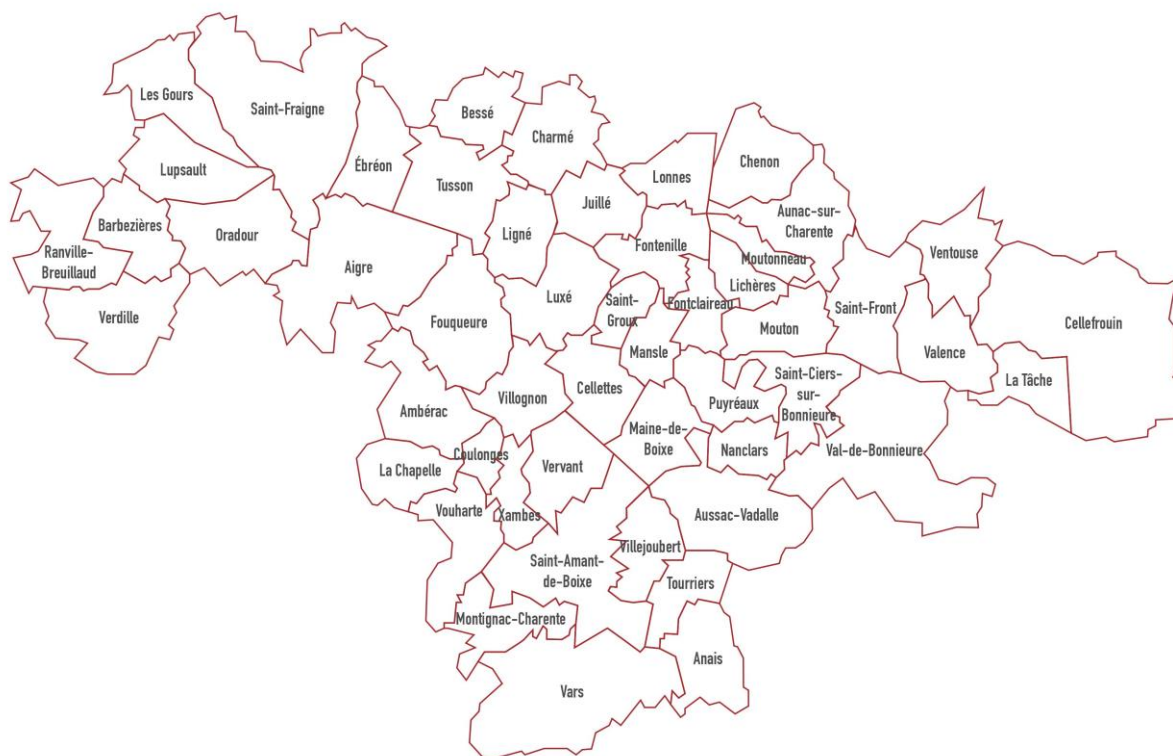 Les Gours
Saint-Fraigne
Bessé
Charmé
Chenon
Lupsault
Ébréon
Tusson
Lonnes
Juillé
Aunac-sur-
Charente
Barbezières
Oradour
Ligné
Fontenille
Ranville-
Breuillaud
Aigre
Moutonneau
Ventouse
Lichères
Luxé
Saint-
Groux
Fontclaireau
Saint-Front
Verdille
Fouqueure
Mouton
Cellefrouin
Mansle
Valence
La Tâche
Villognon
Cellettes
Saint-Ciers-
sur-
Bonnieure
Puyréaux
Ambérac
Maine-de-
Boixe
Nanclars
Val-de-Bonnieure
Coulonges
La Chapelle
Vervant
Vouharte
Xambes
Aussac-Vadalle
Villejoubert
Saint-Amant-
de-Boixe
Tourriers
Montignac-Charente
Anais
Vars